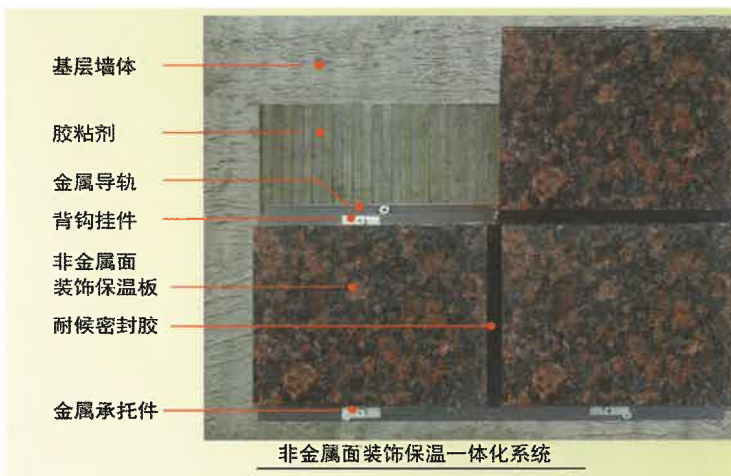 基层墙体
胶粘剂
金属导轨
背钩挂件
非金属面
装饰保温板
耐候密封胶
金属承托件
非金属面装饰保温一体化系统